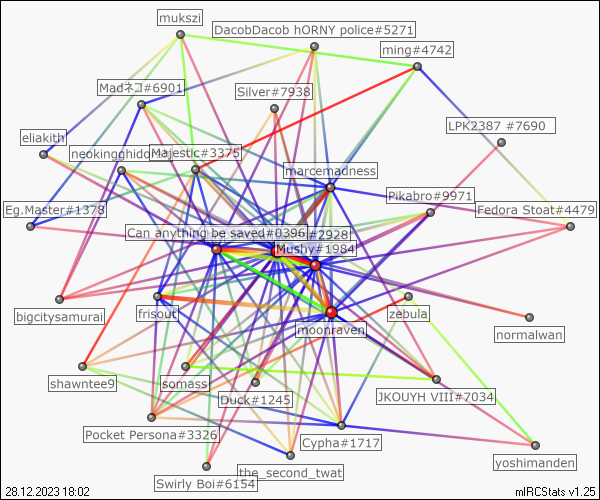 mukszi
DacobDacob hORNY police#5271
ming#4742
Madネコ#6901
Silver#7938
LPK2387 #7690
eliakith
neokingghido
Majestic#3375
marcemadness
Pikabro#9971
Eg.Master#1378
Fedora Stoat#4479
Can anything be saved#0396
#2928
Mushy#1984
bigcitysamurai
frisout
zebula
moonraven
normalwan
shawntee9
somass
Duck#1245
JKOUYH VIII#7034
Pocket Persona#3326
Cypha#1717
yoshimanden
the_second_twat
Swirly Boi#6154
28.12.2023 18:02
mIRCStats v1.25